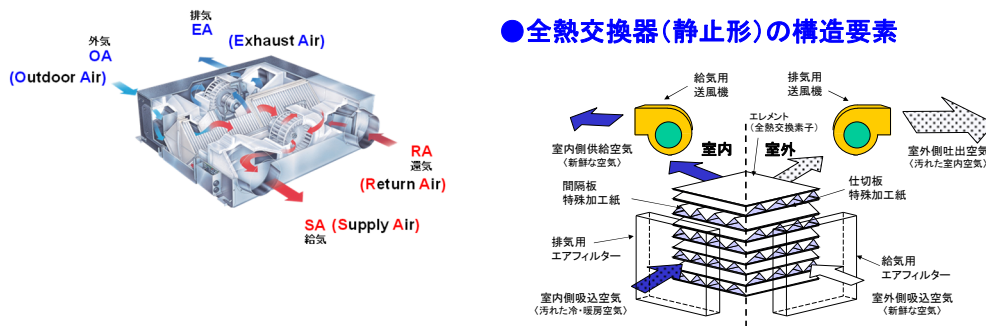 排気
EA
(Exhaust Air)
外気
OA
(Outdoor Air)
RA
還気
(Return Air)
SA (Supply Air)
給気
●全熱交換器(静止形)の構造要素
給気用
送風機
排気用
送風機
エレメント
(全熱交換素子)
室内側供給空気
〈新鮮な空気〉
室内 室外
室外側吐出空気
〈汚れた室内空気〉
間隔板
特殊加工紙
仕切板
特殊加工紙
排気用
エアフィルター
給気用
エアフィルター
室内側吸込空気
〈汚れた冷・暖房空気〉
室外側吸込空気
〈新鮮な空気〉